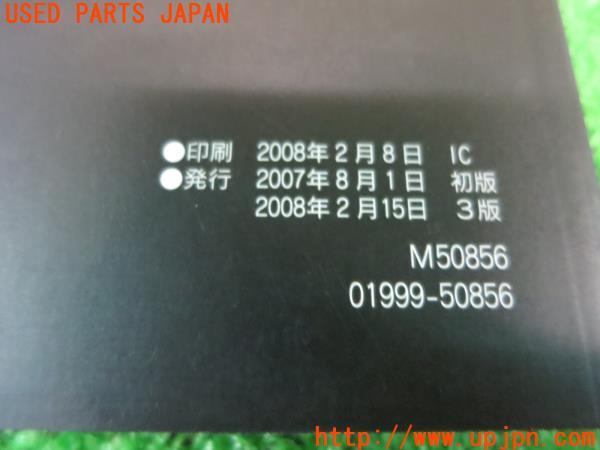 USED PARTS JAPAN
●印刷 2008年2月8日 IC
●発行 2007年8月1日 初版
2008年2月15日 3版
M50856
01999-50856
http://www.upjpn.com